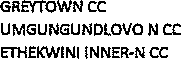 GREYTOWN CC
UMGUNGUNDLOVO N CC
ETHEKWINI INNER-N CC